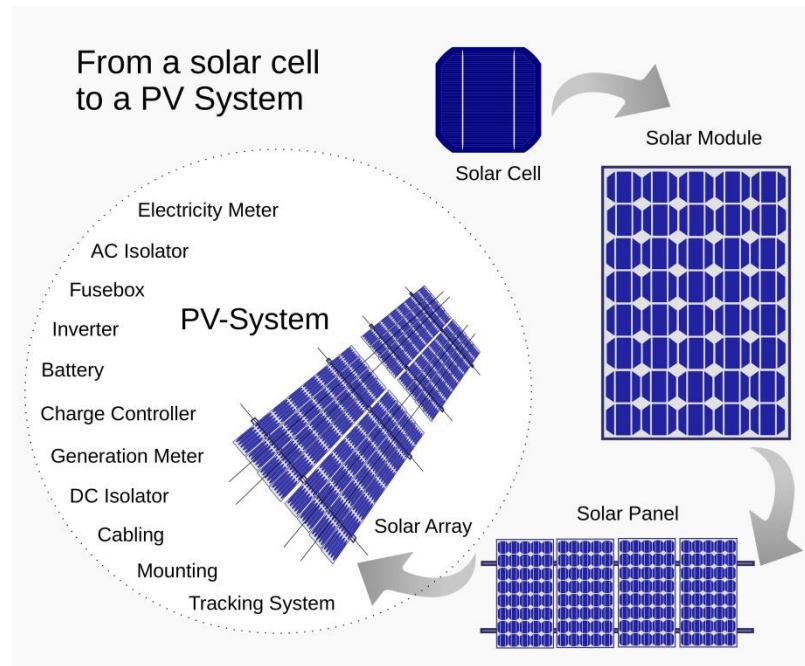 From a solar cell
to a PV System
Solar Cell
Solar Module
Solar Panel
Solar Array
PV-System
Electricity Meter
AC Isolator
Fusebox
Inverter
Battery
Charge Controller
Generation Meter
DC Isolator
Cabling
Mounting
Tracking System